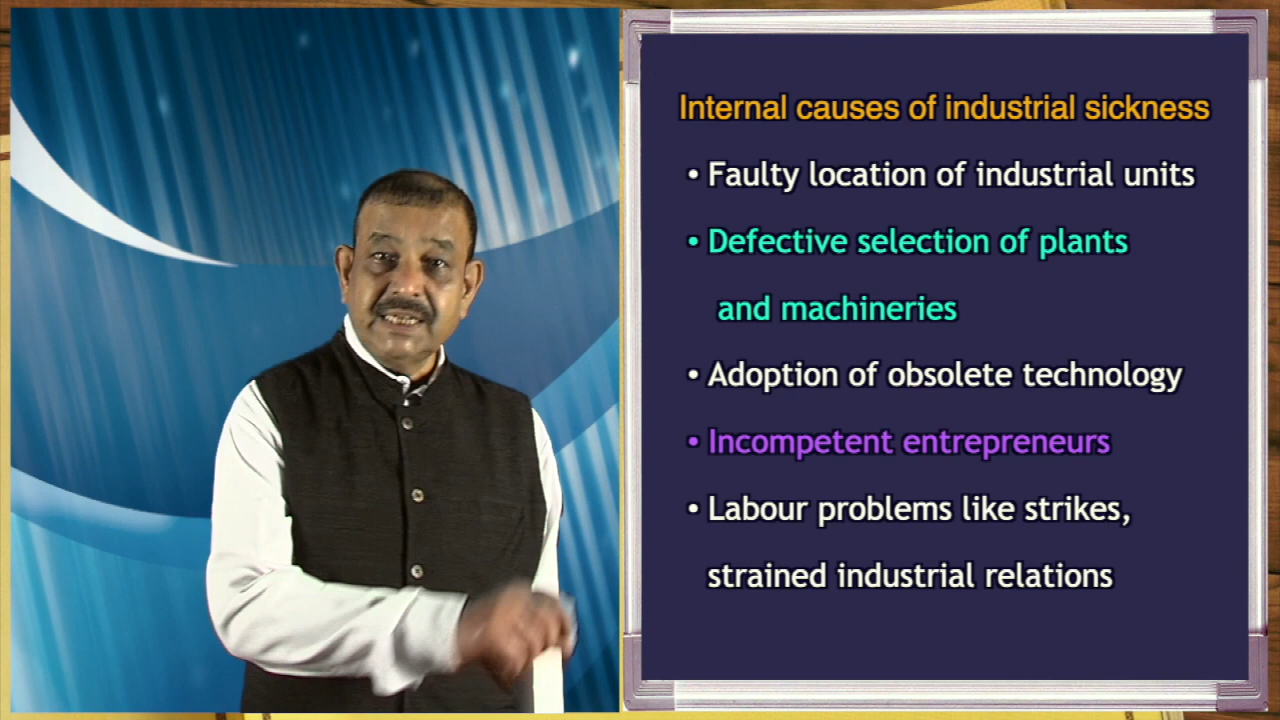 Internal causes of industrial sickness
• Faulty location of industrial units
• Defective selection of plants
and machineries
• Adoption of obsolete technology
• Incompetent entrepreneurs
• Labour problems like strikes,
strained industrial relations